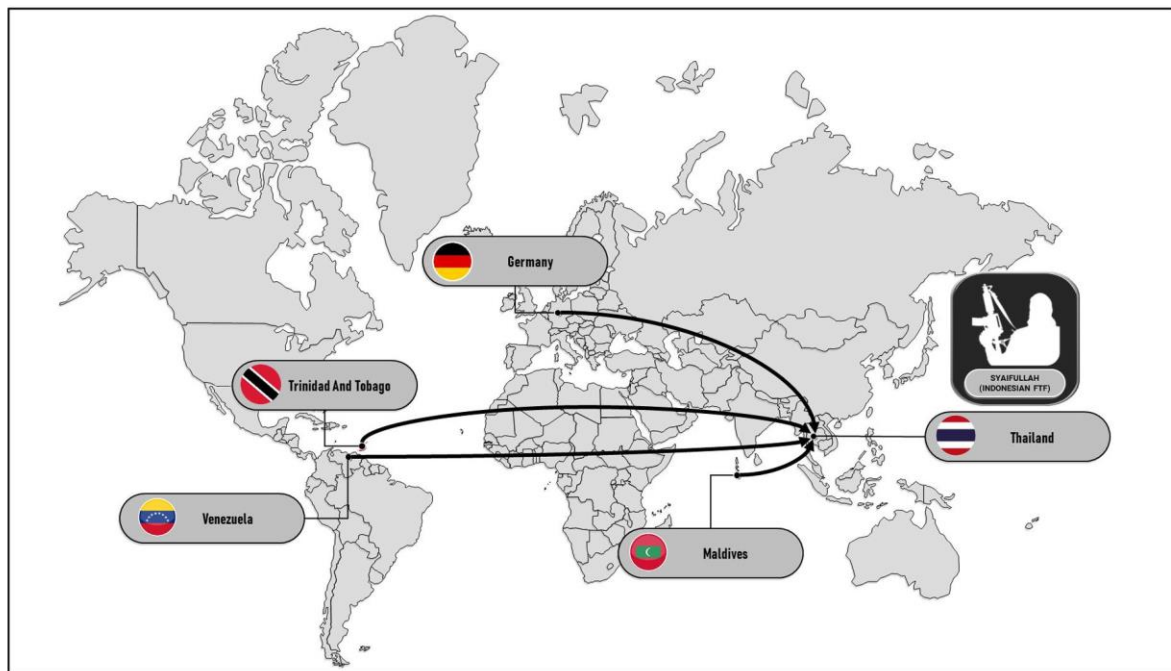 Germany
SYAIFULLAH
(INDONESIAN FTF)
Trinidad And Tobago
Thailand
Venezuela
Maldives